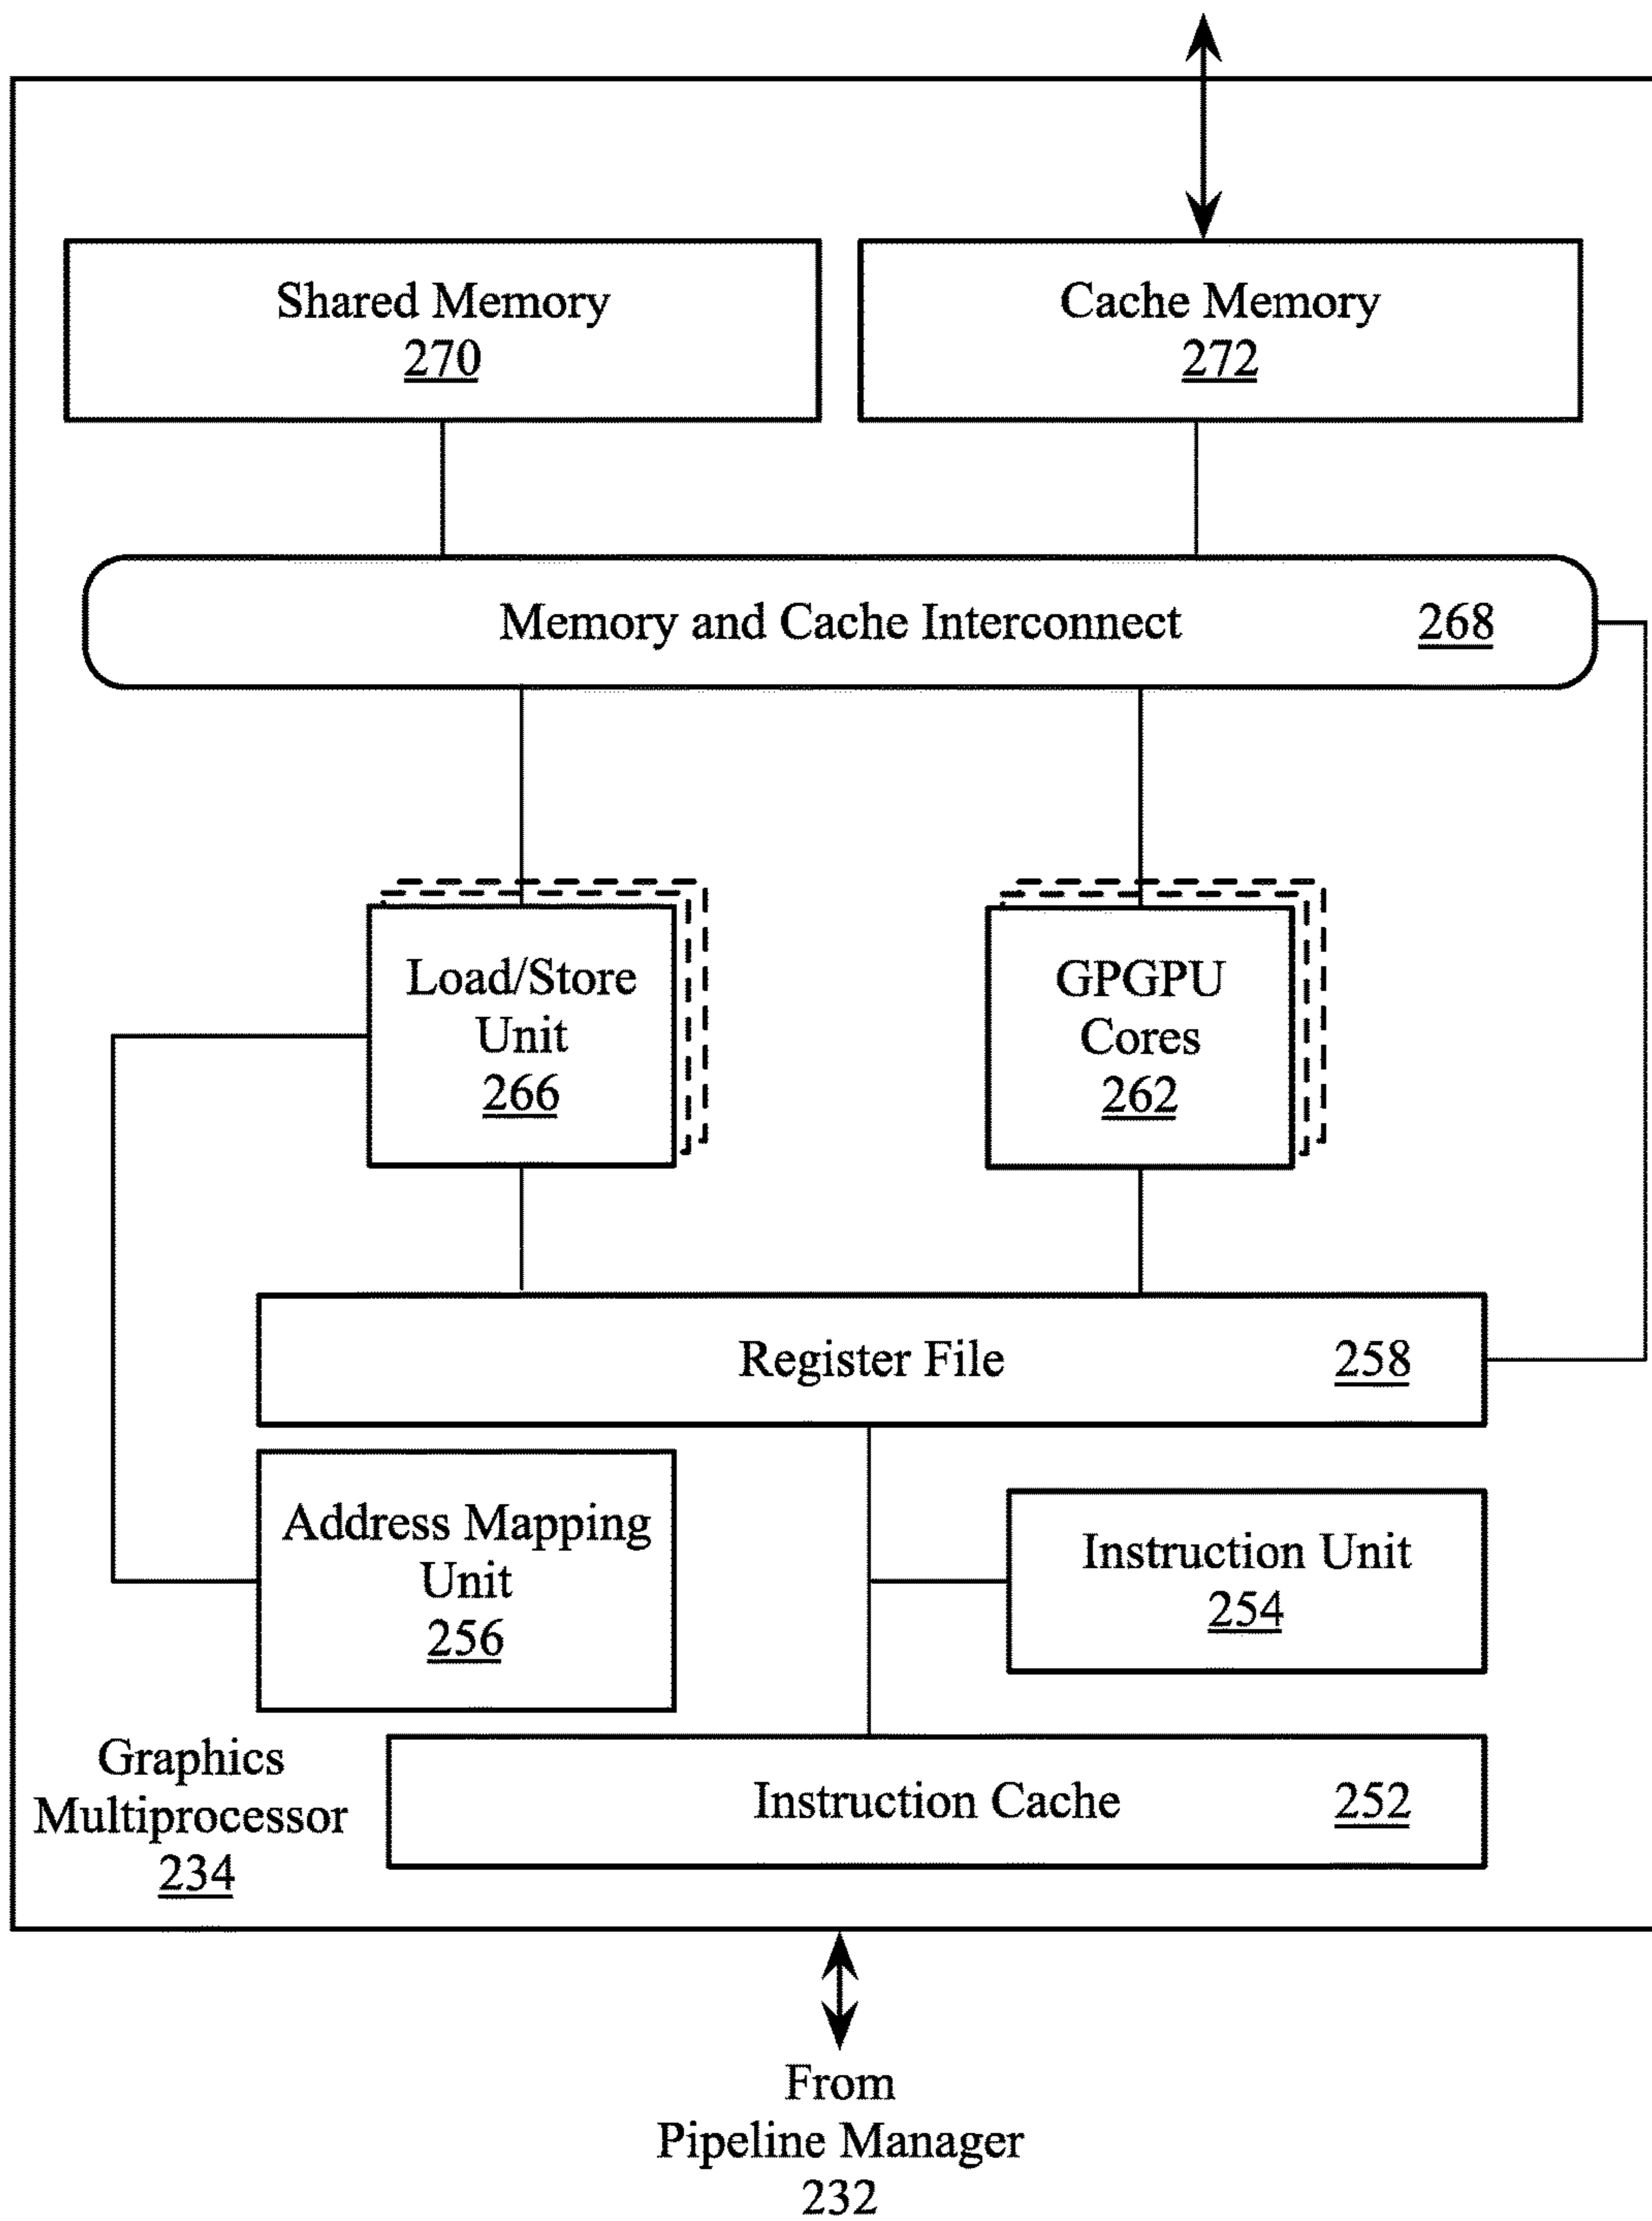 Shared Memory
270
Cache Memory
272
Memory and Cache Interconnect 268
Load/Store
Unit
266
GPGPU
Cores
262
Register File 258
Address Mapping
Unit
256
Instruction Unit
254
Graphics
Multiprocessor
234
Instruction Cache 252
From
Pipeline Manager
232